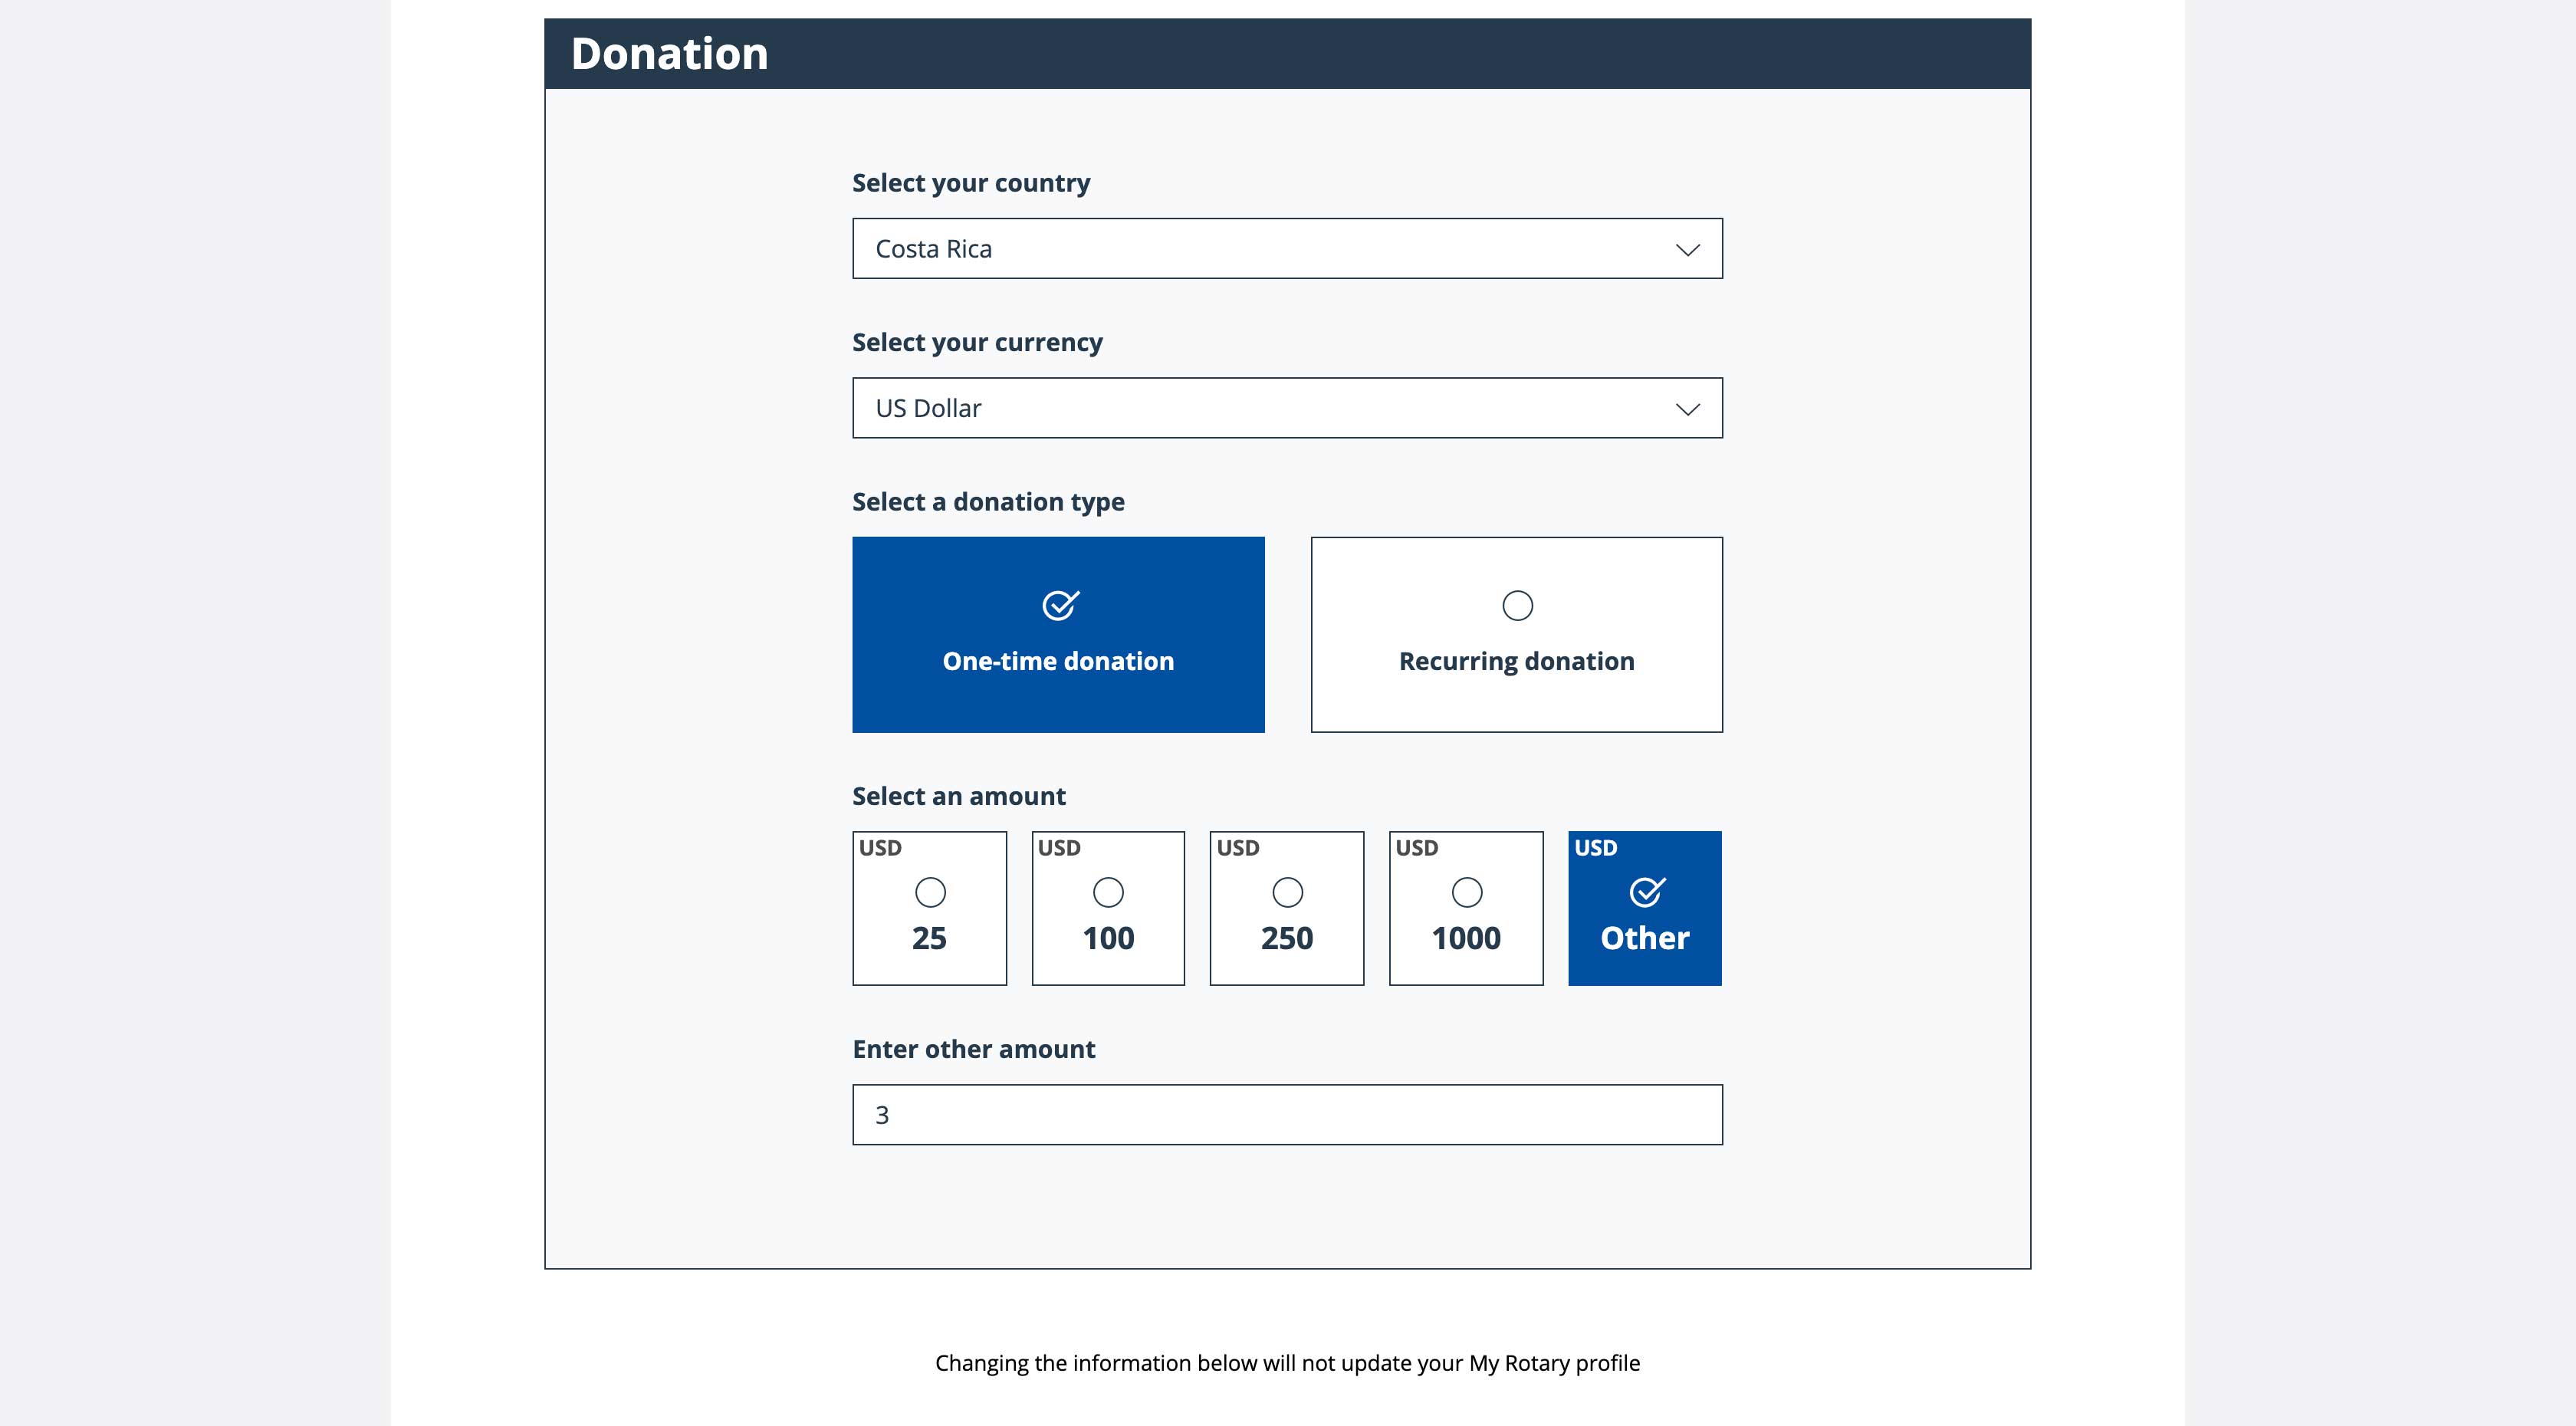 Donation
Select your country
Costa Rica
Select your currency
US Dollar
Select a donation type
One-time donation
Recurring donation
Select an amount
USD
25
USD
100
USD
250
USD
1000
USD
Other
Enter other amount
3
Changing the information below will not update your My Rotary profile